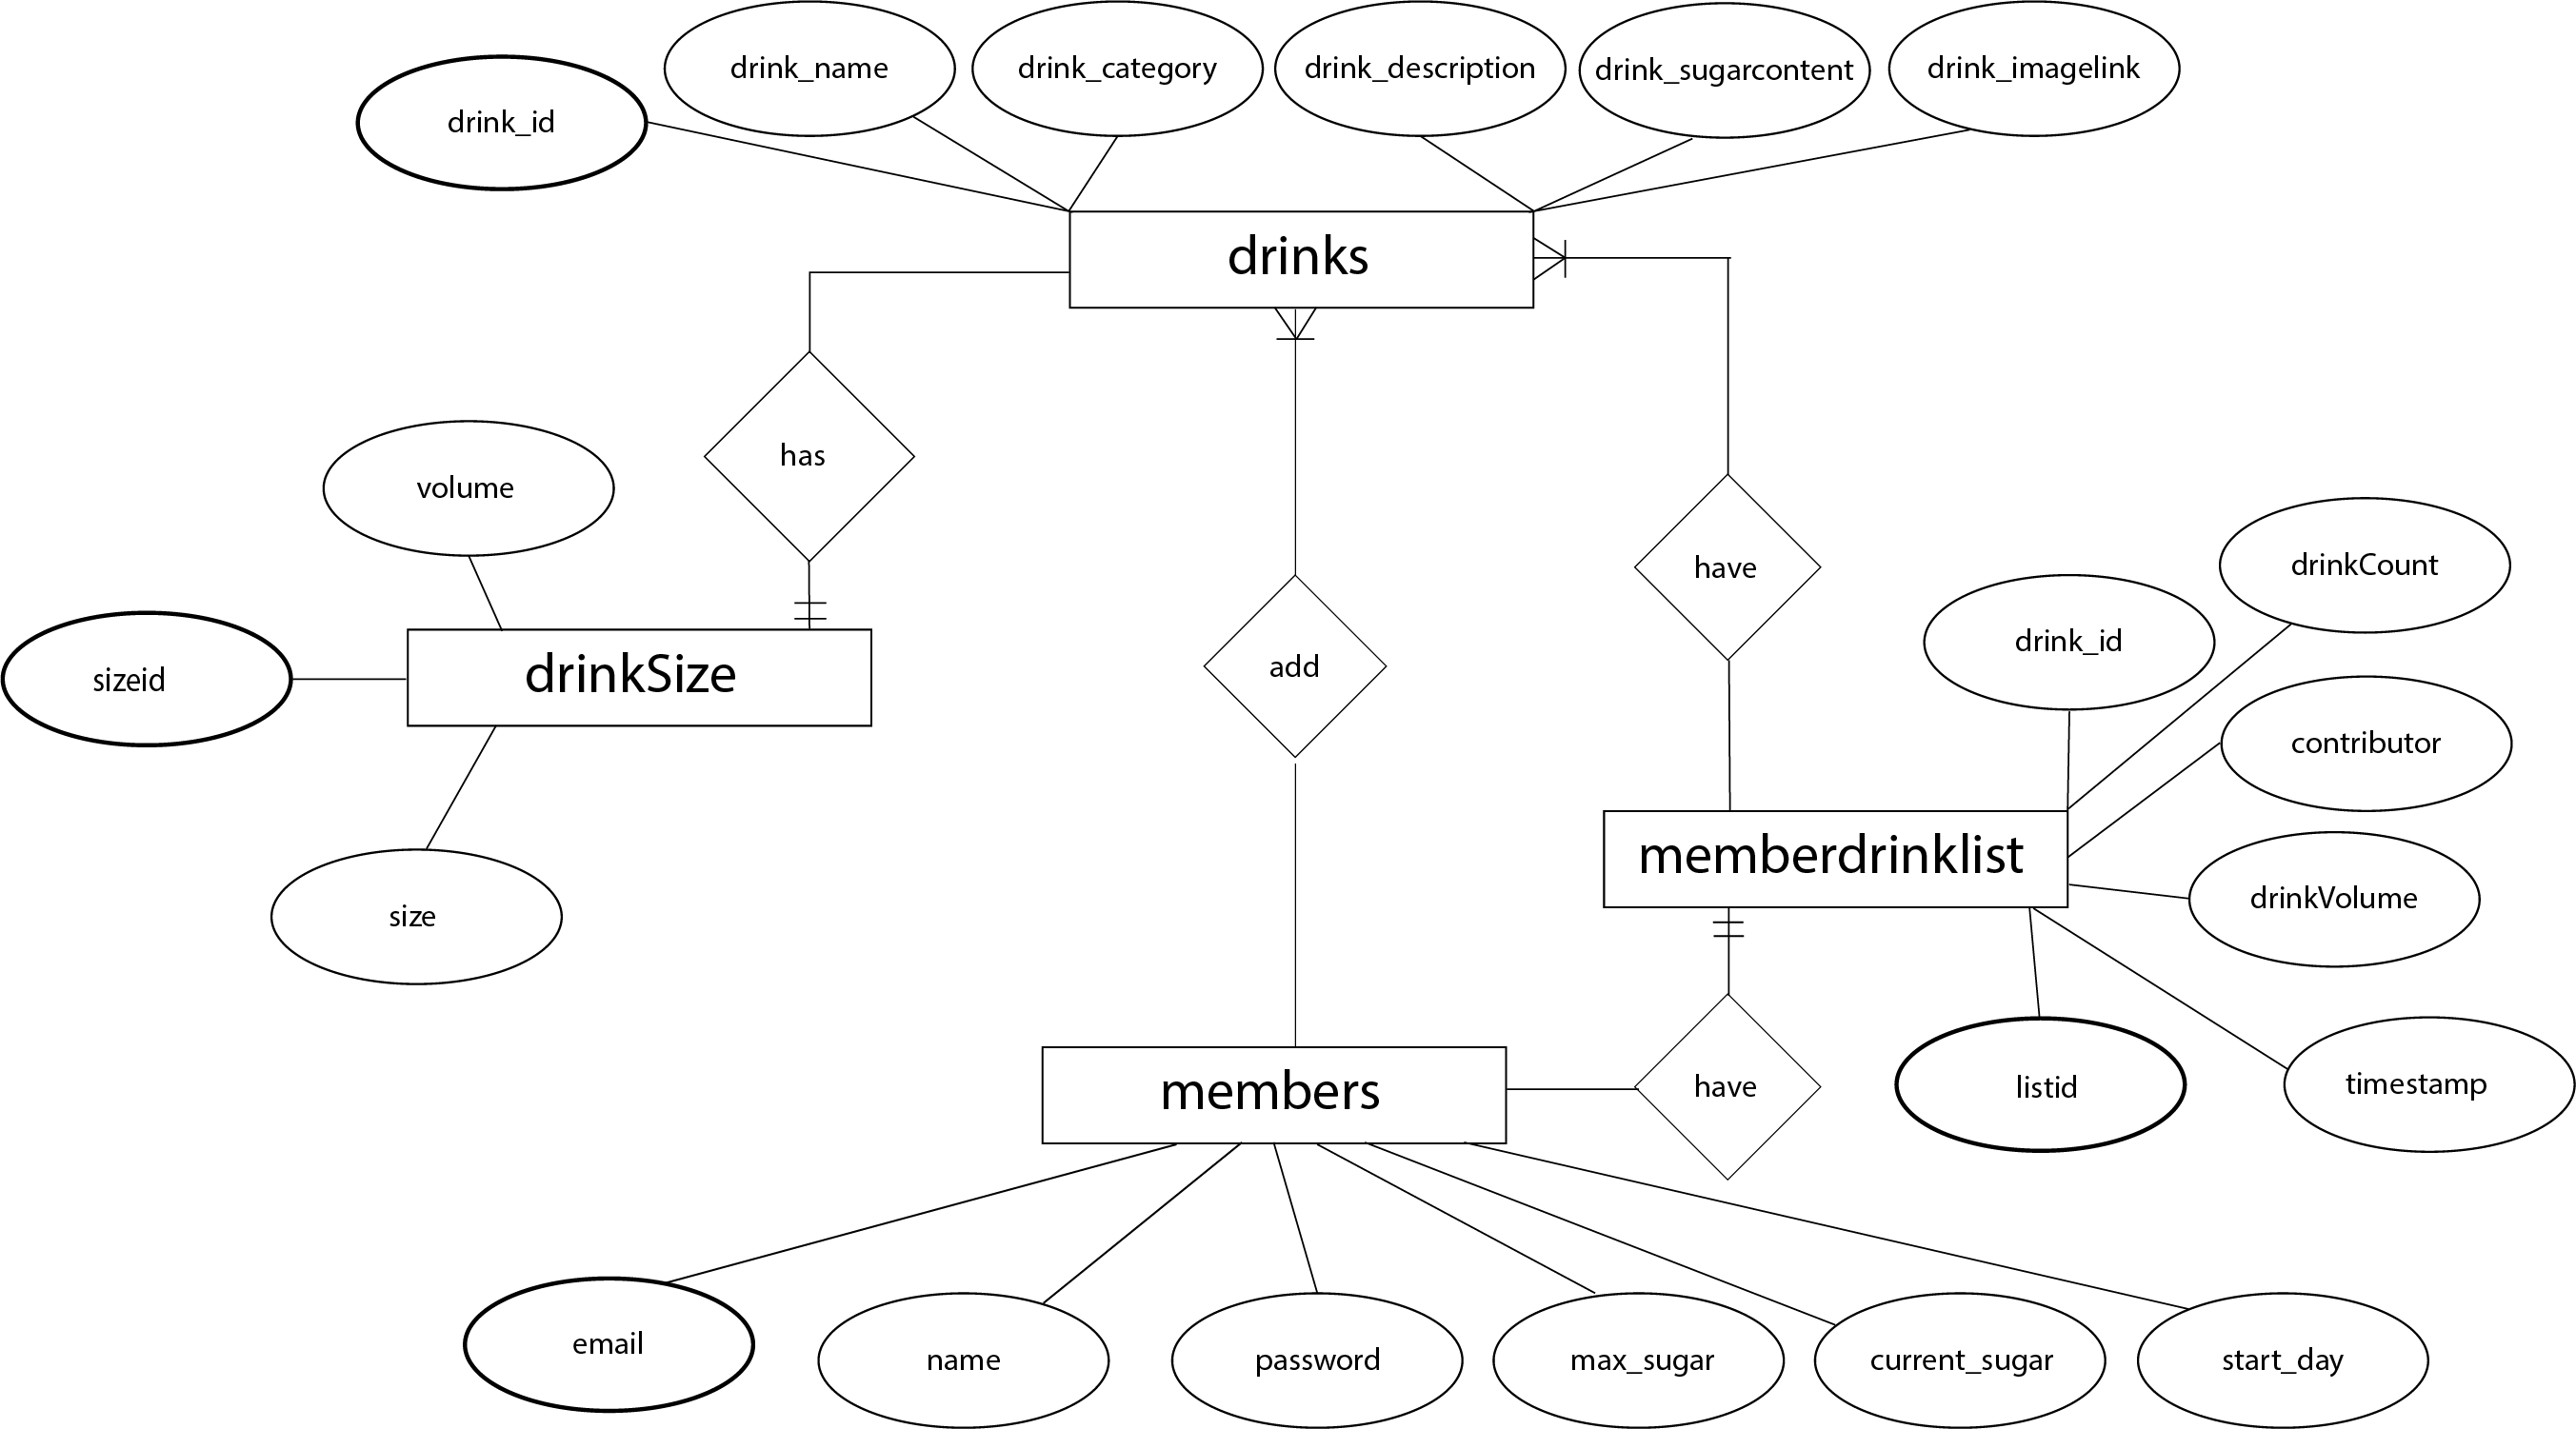 drink_name
drink_category
drink_description
drink_sugarcontent
drink_imagelink
drink_id
drinks
has
volume
have
drinkCount
drink_id
add
sizeid
drinkSize
contributor
memberdrinklist
drinkVolume
size
members
have
listid
timestamp
email
name
password
max_sugar
current_sugar
start_day